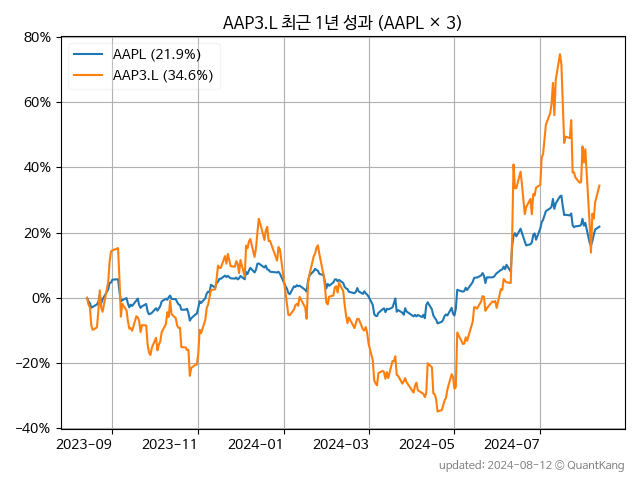 AAP3.L 최근 1년 성과 (AAPL × 3)
80%
60%
40%
20%
0%
−20%
−40%
AAPL (21.9%)
AAP3.L (34.6%)
2023-09 2023-11 2024-01 2024-03 2024-05 2024-07
updated: 2024-08-12 © QuantKang